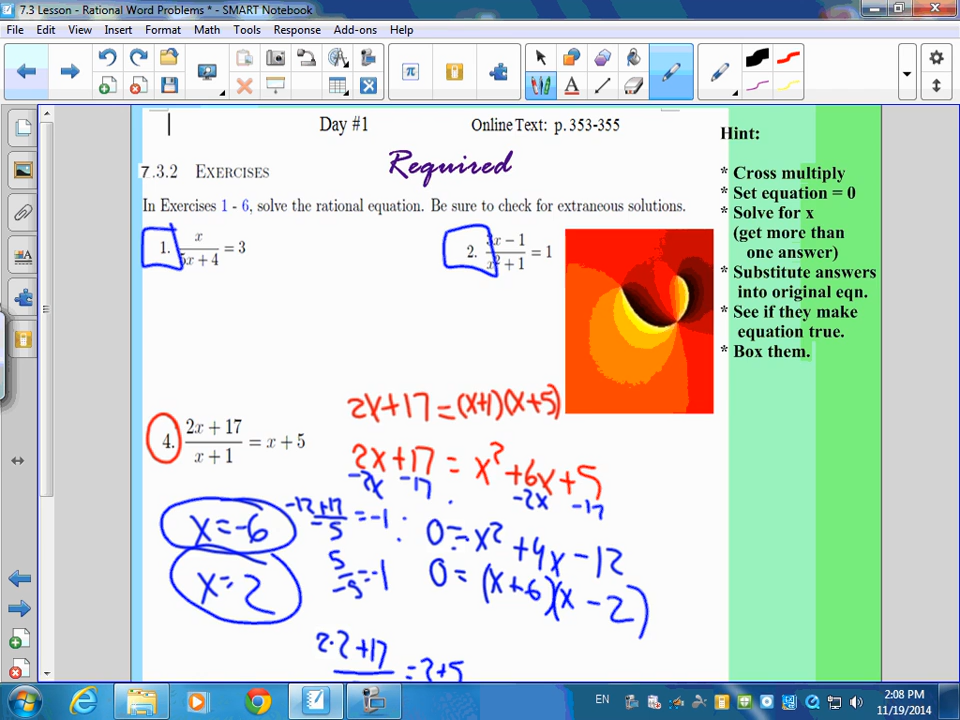 7.3 Lesson - Rational Word Problems * - SMART Notebook
File Edit View Insert Format Math Tools Response Add-ons Help
Day #1 Online Text: p. 353-355
Required
7.3.2 EXERCISES
In Exercises 1 - 6, solve the rational equation. Be sure to check for extraneous solutions.
1. x/(5x + 4) = 3
2. (3x − 1)/(x² + 1) = 1
Hint:
* Cross multiply
* Set equation = 0
* Solve for x
(get more than
one answer)
* Substitute answers
into original eqn.
* See if they make
equation true.
* Box them.
2x+17=(x+1)(x+5)
4. (2x + 17)/(x + 1) = x + 5
2x+17 = x²+6x+5
-2x -17 -2x -17
x=-6
-12+17/-5 = -1
0 = x² + 4x - 12
x= 2
5/-5 = -1
0 = (x+6)(x - 2)
2·2+17
= 2+5
EN
2:08 PM
11/19/2014